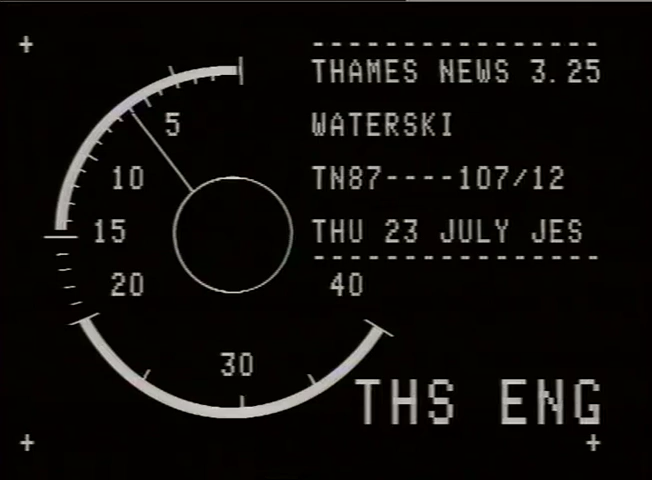 THAMES NEWS 3.25
WATERSKI
TN87----107/12
THU 23 JULY JES
5
10
15
20
30
40
THS ENG